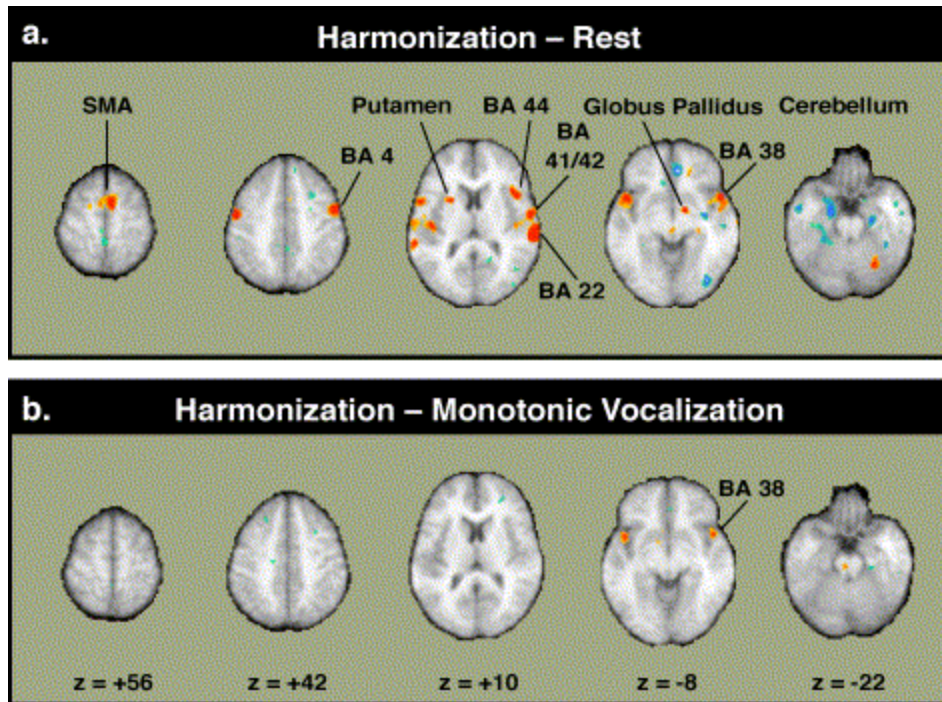 a.
Harmonization – Rest
SMA
Putamen
BA 44
Globus Pallidus
Cerebellum
BA 4
BA
41/42
BA 38
BA 22
b.
Harmonization – Monotonic Vocalization
BA 38
z = +56
z = +42
z = +10
z = -8
z = -22